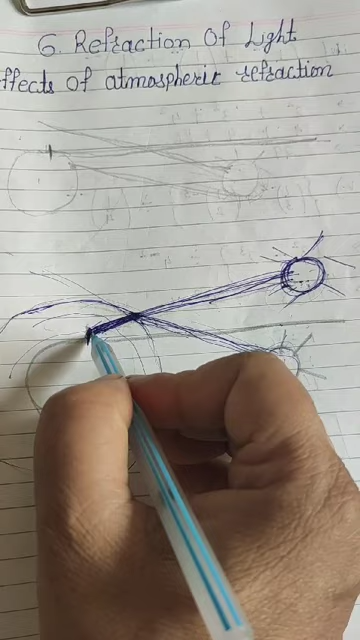 6. Refraction Of Light
ffects of atmospheric refraction